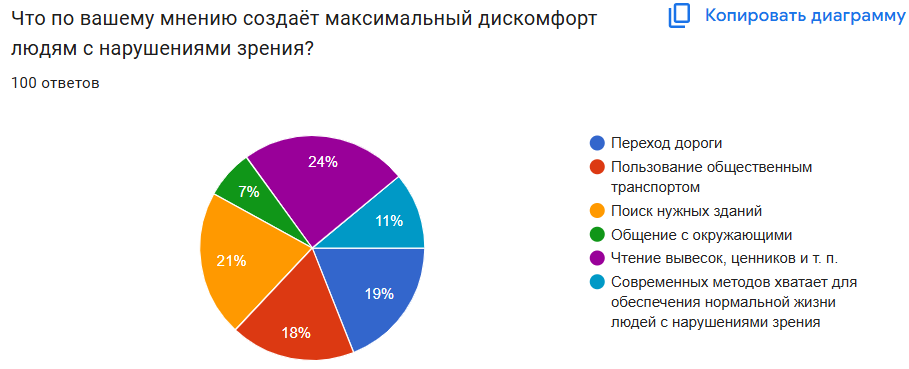 Что по вашему мнению создаёт максимальный дискомфорт
людям с нарушениями зрения?
Копировать диаграмму
100 ответов
24%
11%
7%
21%
19%
18%
Переход дороги
Пользование общественным
транспортом
Поиск нужных зданий
Общение с окружающими
Чтение вывесок, ценников и т. п.
Современных методов хватает для
обеспечения нормальной жизни
людей с нарушениями зрения